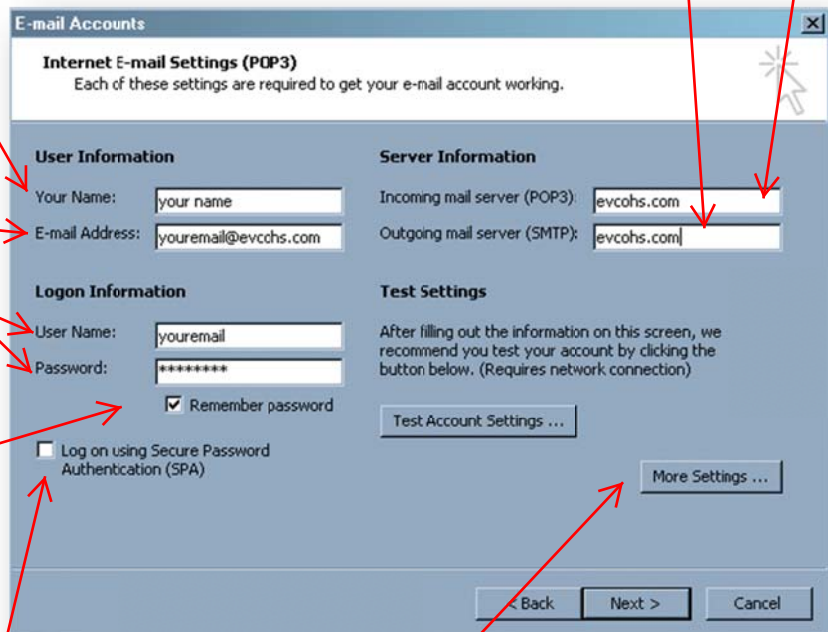 E-mail Accounts
Internet E-mail Settings (POP3)
Each of these settings are required to get your e-mail account working.
User Information
Your Name: your name
E-mail Address: youremail@evcohs.com
Server Information
Incoming mail server (POP3): evcohs.com
Outgoing mail server (SMTP): evcohs.com
Logon Information
User Name: youremail
Password: ********
Remember password
Log on using Secure Password
Authentication (SPA)
Test Settings
After filling out the information on this screen, we
recommend you test your account by clicking the
button below. (Requires network connection)
Test Account Settings ...
More Settings ...
< Back
Next >
Cancel